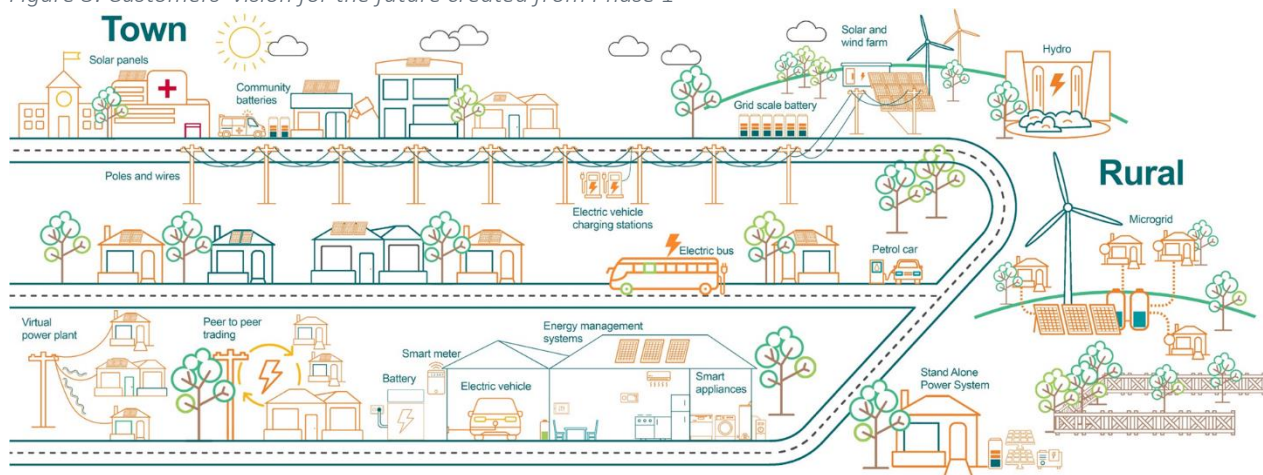 Figure 3: Customers' vision for the future created from Phase 1
Town
Solar panels
Community
batteries
Solar and
wind farm
Grid scale battery
Hydro
Poles and wires
Electric vehicle
charging stations
Rural
Microgrid
Electric bus
Petrol car
Virtual
power plant
Peer to peer
trading
Smart meter
Battery
Electric vehicle
Energy management
systems
Smart
appliances
Stand Alone
Power System